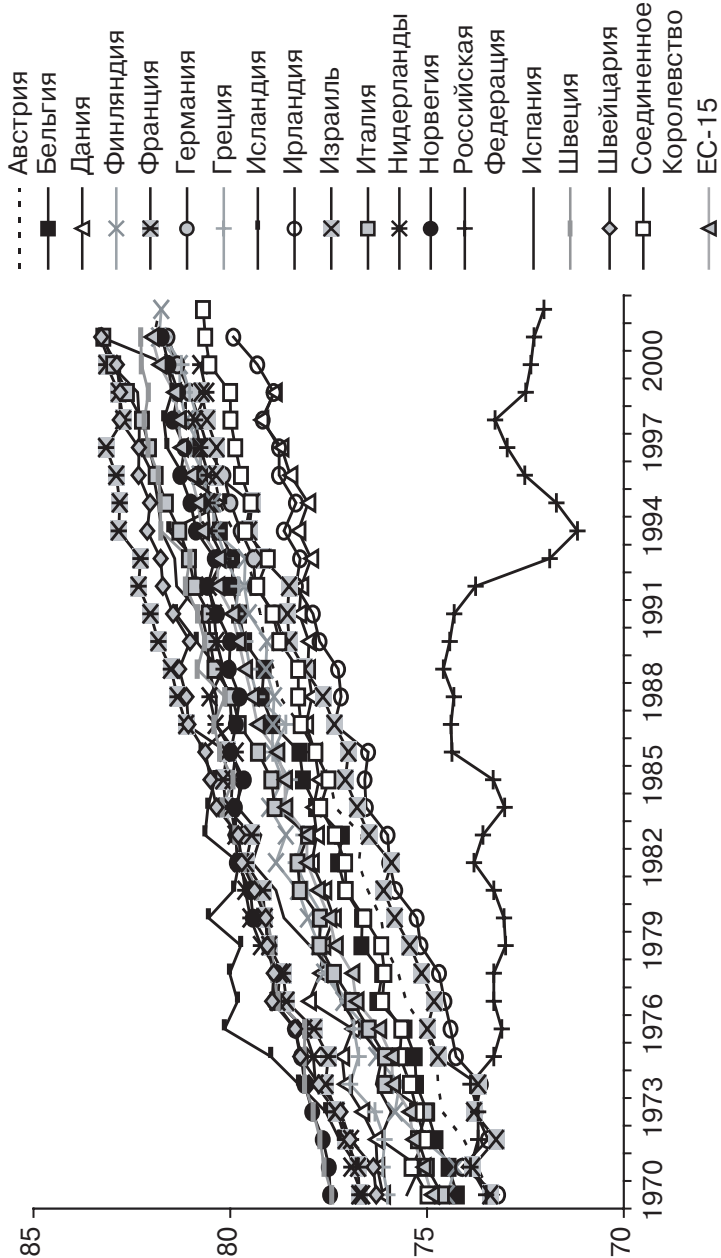 85
80
75
70
1970
1973
1976
1979
1982
1985
1988
1991
1994
1997
2000
Австрия
Бельгия
Дания
Финляндия
Франция
Германия
Греция
Исландия
Ирландия
Израиль
Италия
Нидерланды
Норвегия
Российская
Федерация
Испания
Швеция
Швейцария
Соединенное
Королевство
ЕС-15